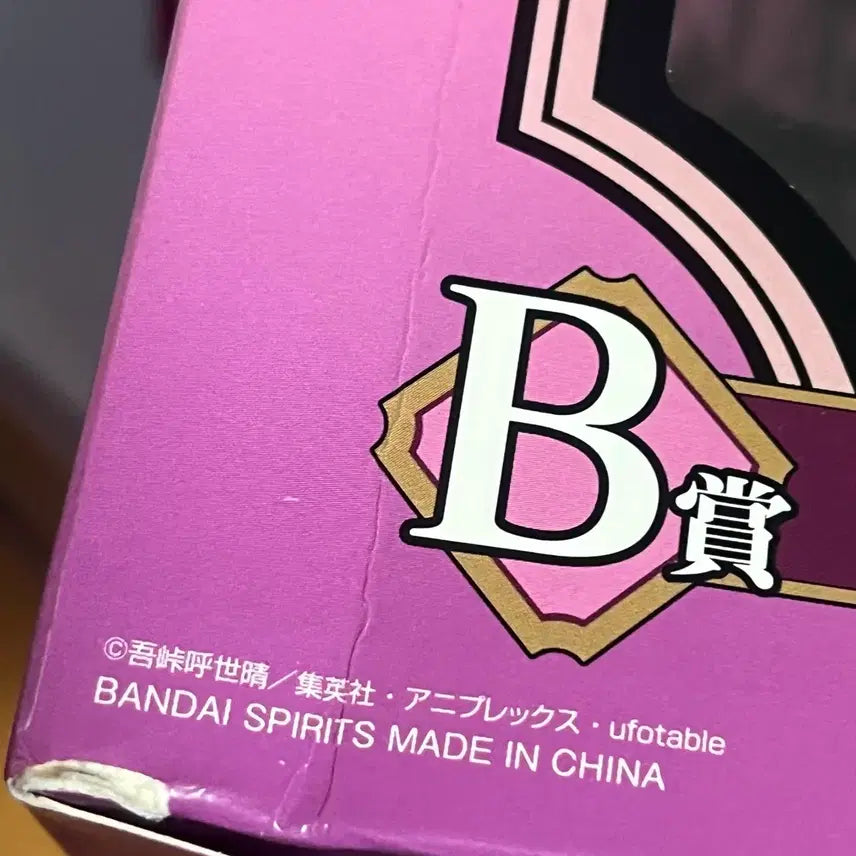 B賞
©吾峠呼世晴／集英社・アニプレックス・ufotable
BANDAI SPIRITS MADE IN CHINA